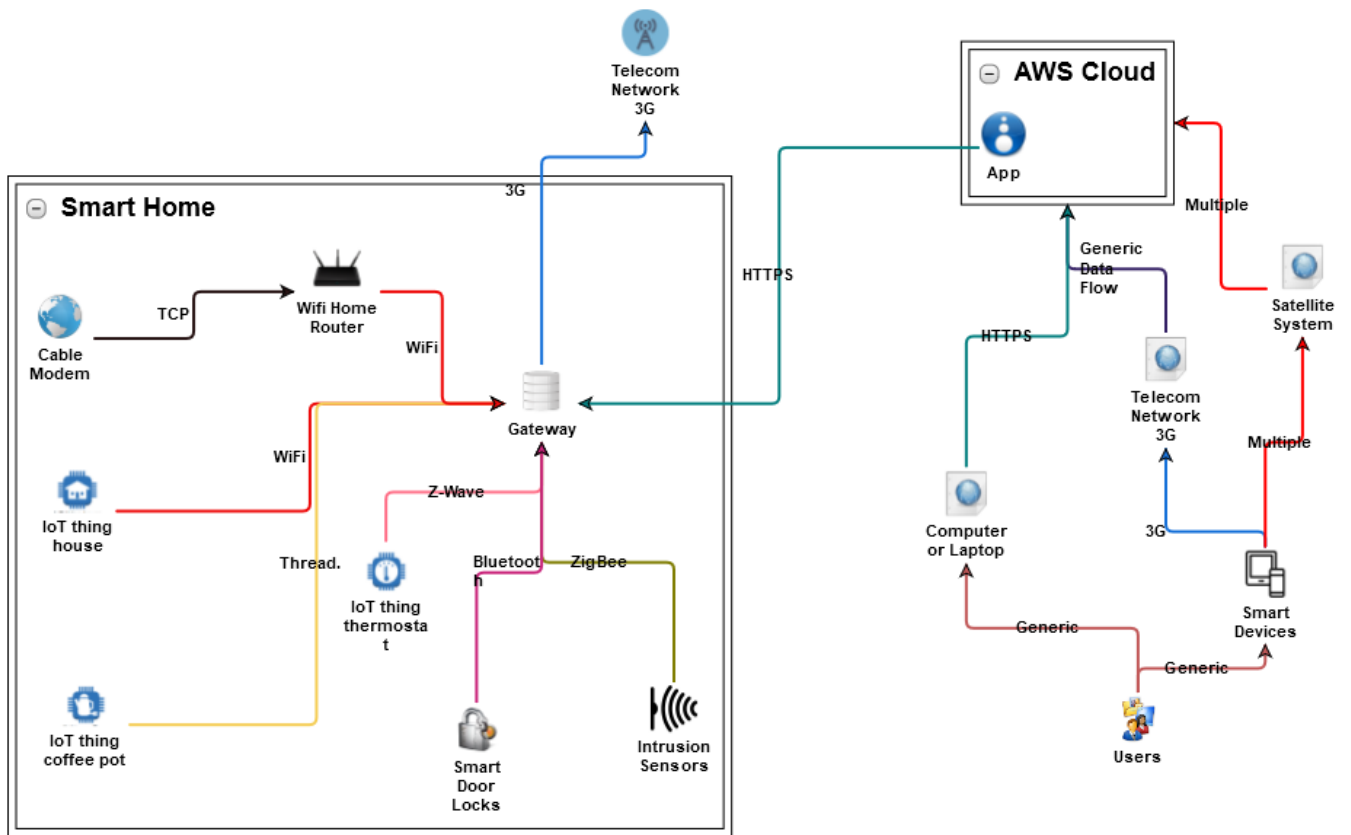 Telecom
Network
3G
AWS Cloud
App
3G
Smart Home
Multiple
Generic
Data
Flow
HTTPS
TCP
Wifi Home
Router
Satellite
System
Cable
Modem
WiFi
HTTPS
Telecom
Network
3G
Gateway
Multiple
WiFi
Z-Wave
IoT thing
house
Computer
or Laptop
3G
Thread.
Bluetoot
h
ZigBee
IoT thing
thermosta
t
Smart
Devices
Generic
Generic
IoT thing
coffee pot
Smart
Door
Locks
Intrusion
Sensors
Users